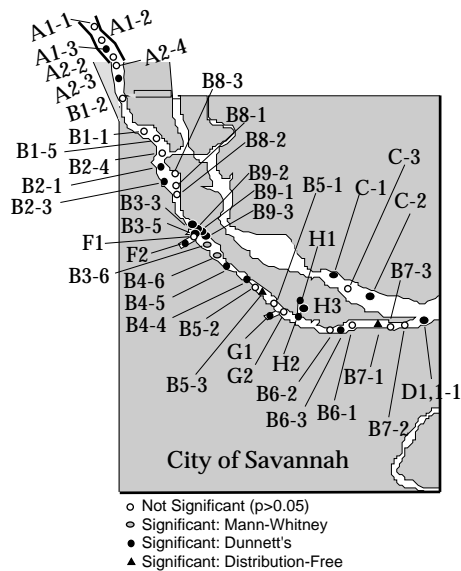 A1-1
A1-2
A1-3
A2-4
A2-2
A2-3
B1-2
B8-3
B8-1
B1-1
B8-2
B1-5
B2-4
B9-2
B2-1
B9-1
B5-1
C-3
B2-3
B9-3
C-1
C-2
B3-3
B3-5
F1
H1
F2
B7-3
B3-6
B4-6
B4-5
H3
B4-4
B5-2
G1
H2
B5-3
G2
B6-2
B7-1
D1,1-1
B6-3
B6-1
B7-2
City of Savannah
Not Significant (p>0.05)
Significant: Mann-Whitney
Significant: Dunnett's
Significant: Distribution-Free